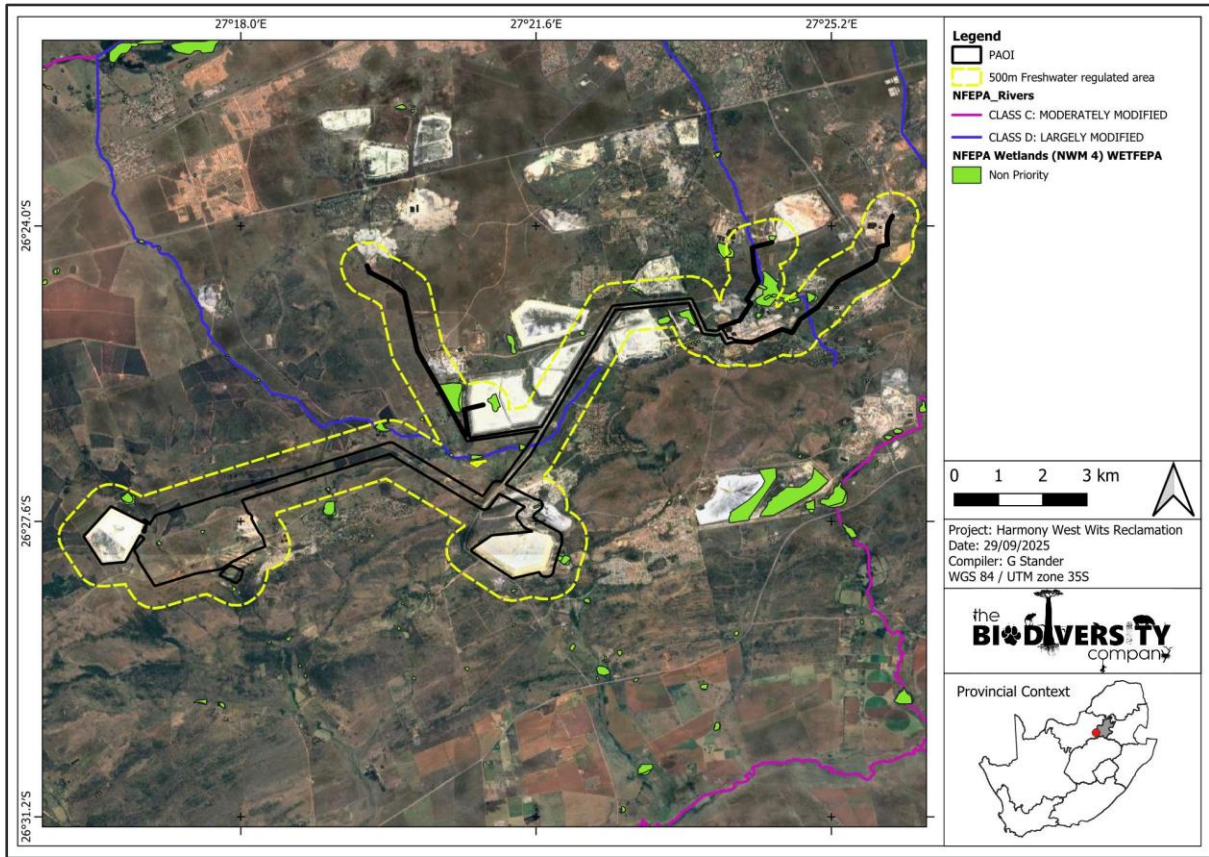 27°18.0'E
27°21.6'E
27°25.2'E
26°24.0'S
26°27.6'S
26°31.2'S
Legend
PAOI
500m Freshwater regulated area
NFEPA_Rivers
CLASS C: MODERATELY MODIFIED
CLASS D: LARGELY MODIFIED
NFEPA Wetlands (NWM 4) WETFEPA
Non Priority
0 1 2 3 km
Project: Harmony West Wits Reclamation
Date: 29/09/2025
Compiler: G Stander
WGS 84 / UTM zone 35S
the
BIODIVERSITY
company
Provincial Context